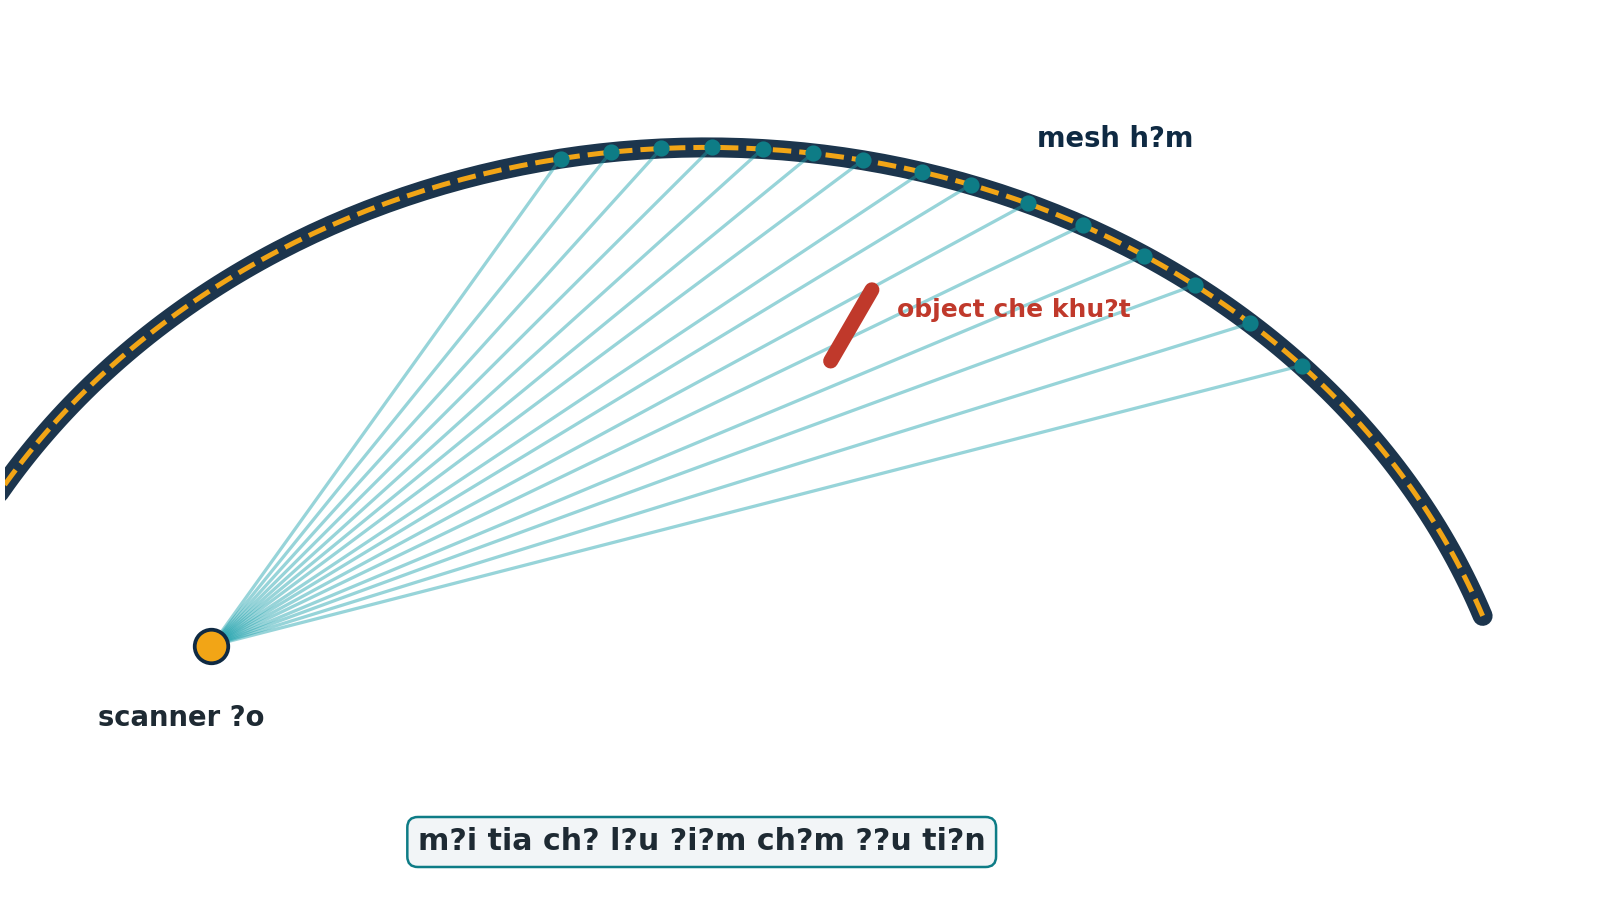 mesh h?m
object che khu?t
scanner ?o
m?i tia ch? l?u ?i?m ch?m ??u ti?n